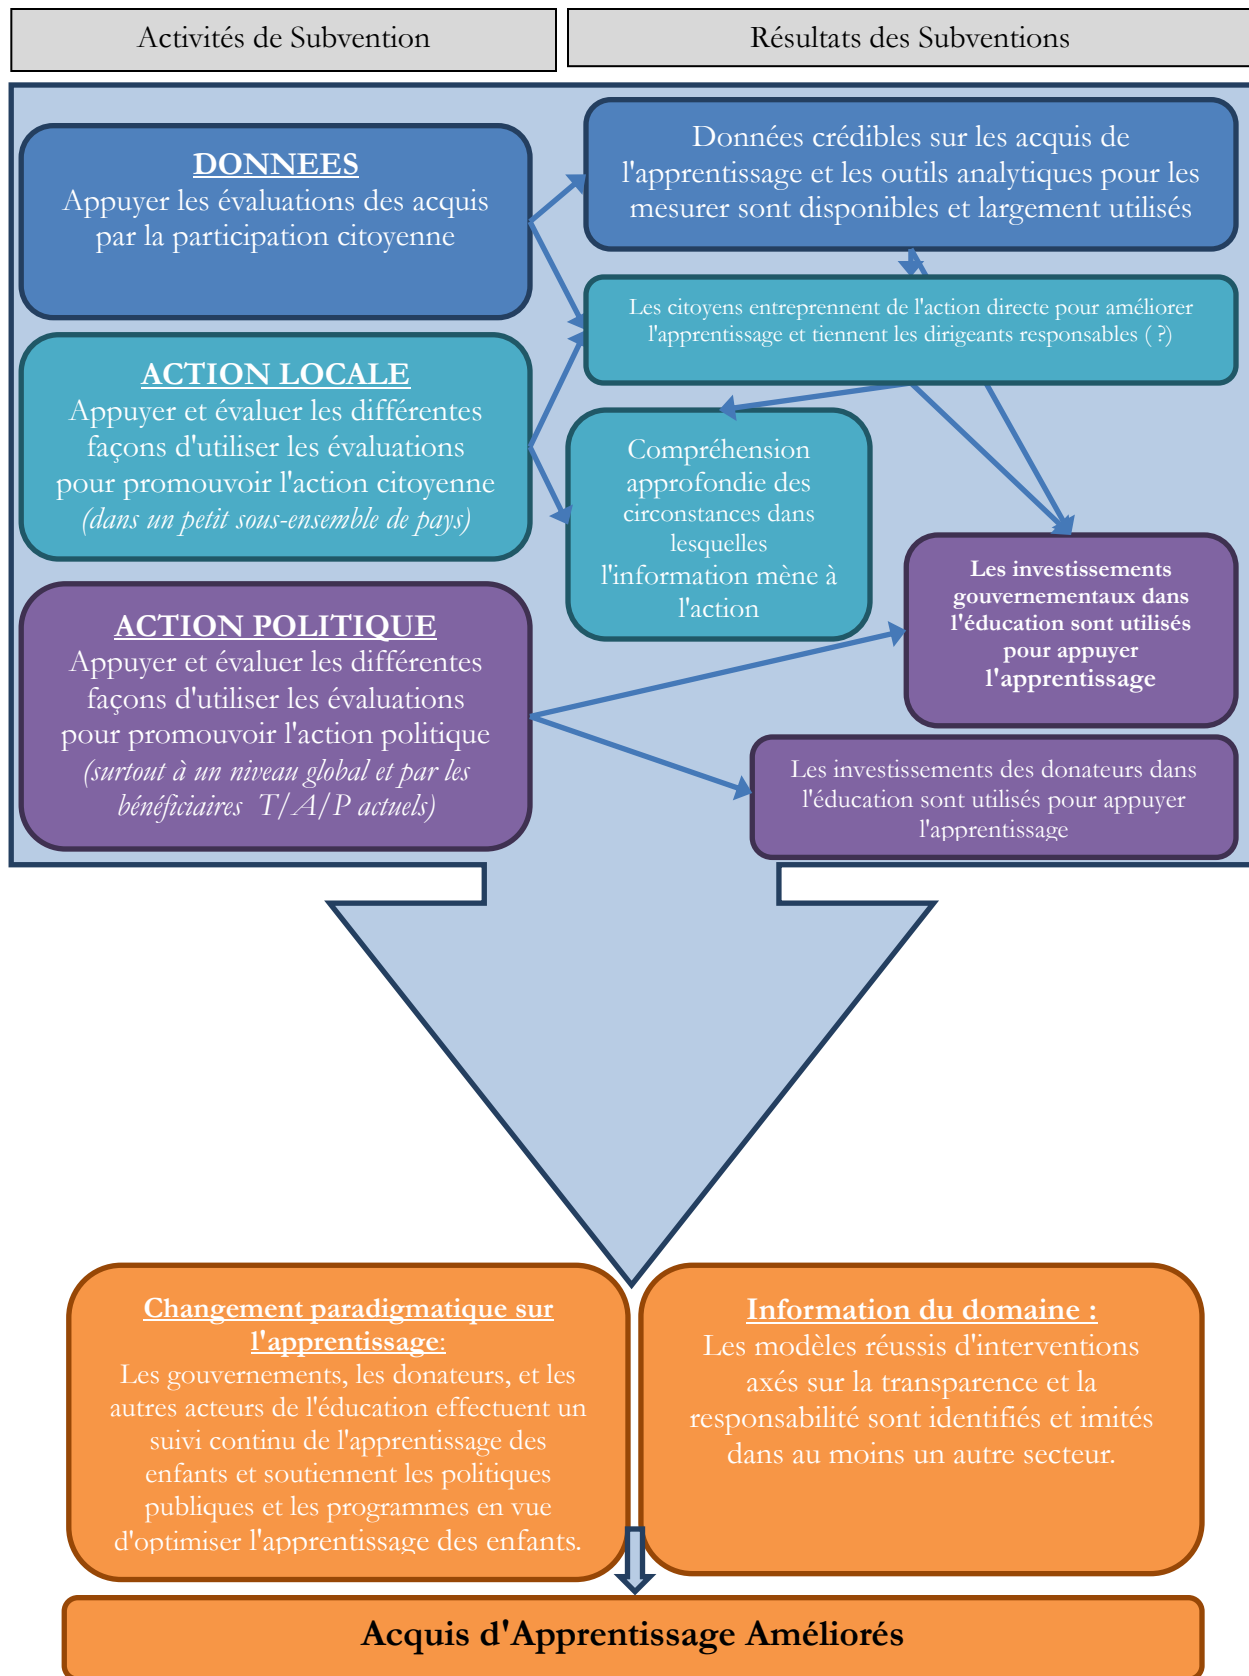 Activités de Subvention
Résultats des Subventions
DONNEES
Appuyer les évaluations des acquis
par la participation citoyenne
ACTION LOCALE
Appuyer et évaluer les différentes
façons d'utiliser les évaluations
pour promouvoir l'action citoyenne
(dans un petit sous-ensemble de pays)
ACTION POLITIQUE
Appuyer et évaluer les différentes
façons d'utiliser les évaluations
pour promouvoir l'action politique
(surtout à un niveau global et par les
bénéficiaires T/A/P actuels)
Données crédibles sur les acquis de
l'apprentissage et les outils analytiques pour les
mesurer sont disponibles et largement utilisés
Les citoyens entreprennent de l'action directe pour améliorer
l'apprentissage et tiennent les dirigeants responsables ( ?)
Compréhension
approfondie des
circonstances dans
lesquelles
l'information mène à
l'action
Les investissements
gouvernementaux dans
l'éducation sont utilisés
pour appuyer
l'apprentissage
Les investissements des donateurs dans
l'éducation sont utilisés pour appuyer
l'apprentissage
Changement paradigmatique sur
l'apprentissage:
Les gouvernements, les donateurs, et les
autres acteurs de l'éducation effectuent un
suivi continu de l'apprentissage des
enfants et soutiennent les politiques
publiques et les programmes en vue
d'optimiser l'apprentissage des enfants.
Information du domaine :
Les modèles réussis d'interventions
axés sur la transparence et la
responsabilité sont identifiés et imités
dans au moins un autre secteur.
Acquis d'Apprentissage Améliorés